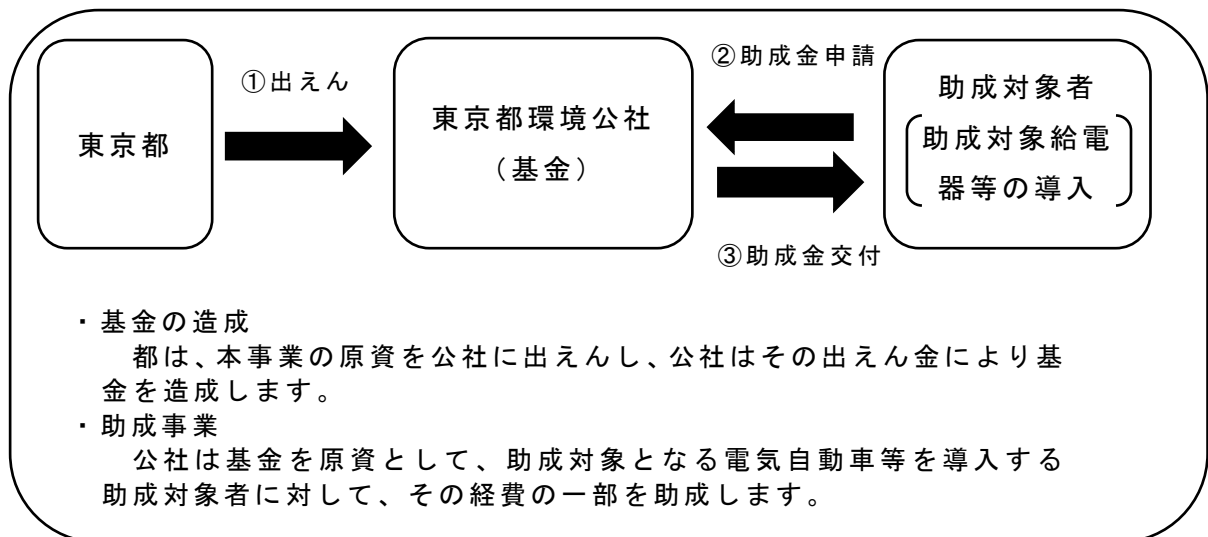 東京都
①出えん
東京都環境公社
（基金）
②助成金申請
③助成金交付
助成対象者
助成対象給電
器等の導入
・基金の造成
都は、本事業の原資を公社に出えんし、公社はその出えん金により基
金を造成します。
・助成事業
公社は基金を原資として、助成対象となる電気自動車等を導入する
助成対象者に対して、その経費の一部を助成します。